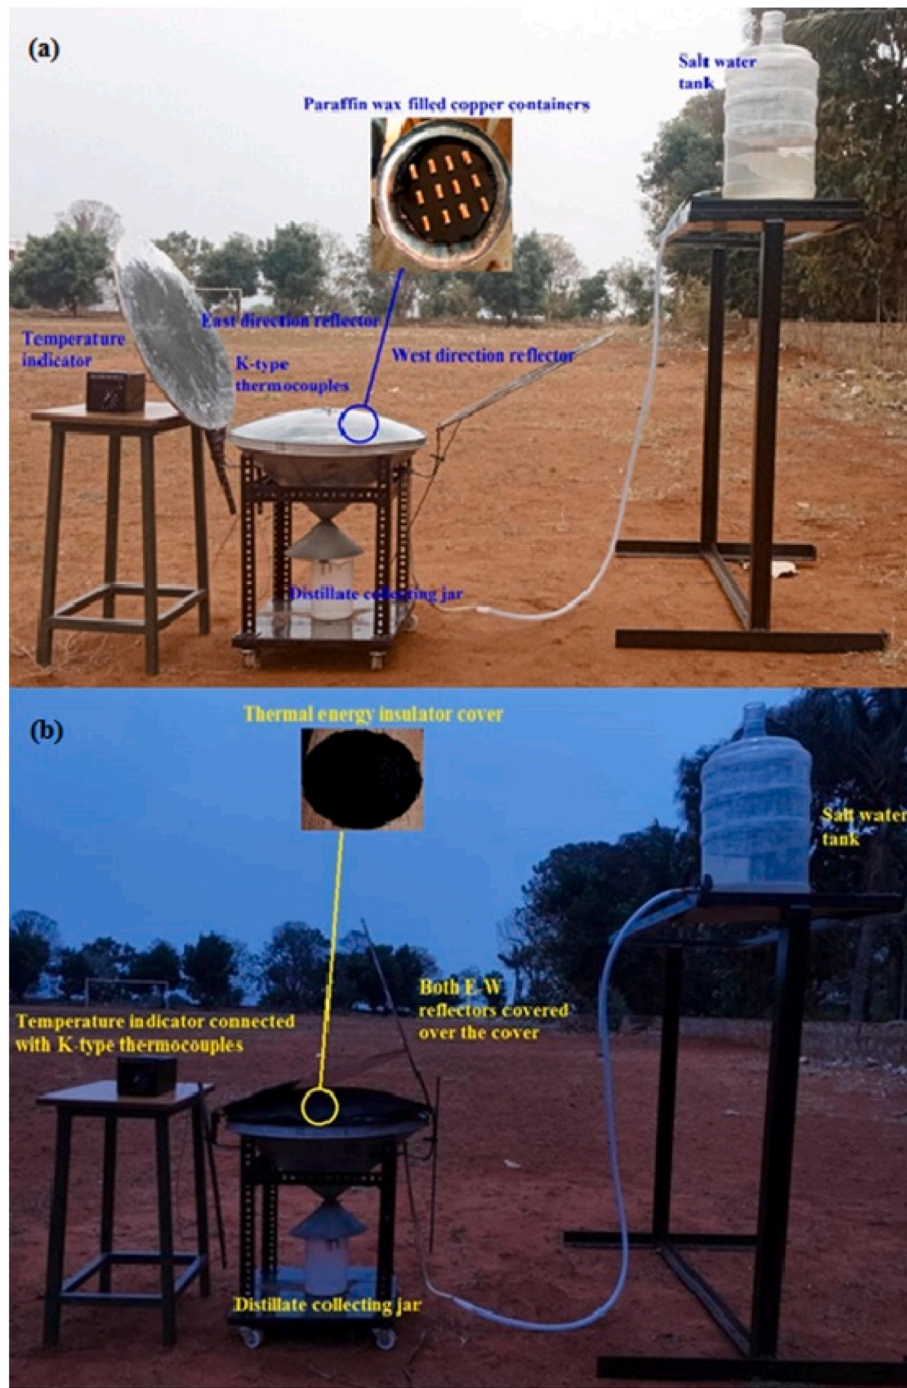 (a)
Salt water
tank
Paraffin wax filled copper containers
East direction reflector
Temperature
indicator
K-type
thermocouples
West direction reflector
Distillate collecting jar
(b)
Thermal energy insulator cover
Salt water
tank
Both E-W
reflectors covered
over the cover
Temperature indicator connected
with K-type thermocouples
Distillate collecting jar